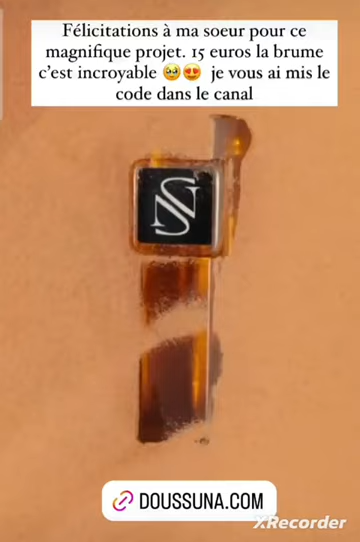 Félicitations à ma soeur pour ce
magnifique projet. 15 euros la brume
c’est incroyable 🥹😍 je vous ai mis le
code dans le canal
DOUSSUNA.COM
XRecorder